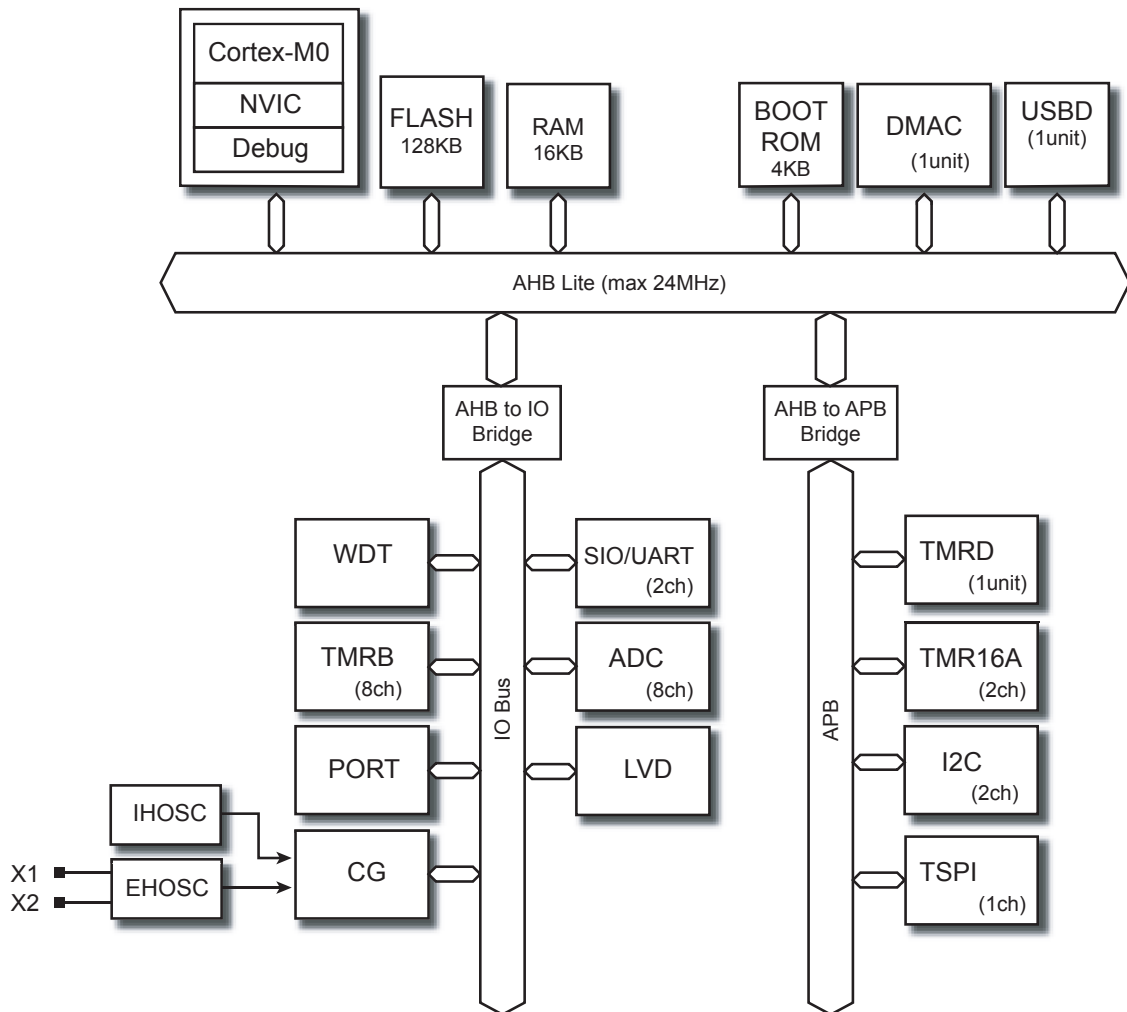 Cortex-M0
NVIC
Debug
FLASH
128KB
RAM
16KB
BOOT
ROM
4KB
DMAC
(1unit)
USBD
(1unit)
AHB Lite (max 24MHz)
AHB to IO
Bridge
AHB to APB
Bridge
WDT
SIO/UART
(2ch)
TMRB
(8ch)
ADC
(8ch)
PORT
LVD
IHOSC
X1
X2
EHOSC
CG
IO Bus
TMRD
(1unit)
TMR16A
(2ch)
I2C
(2ch)
TSPI
(1ch)
APB